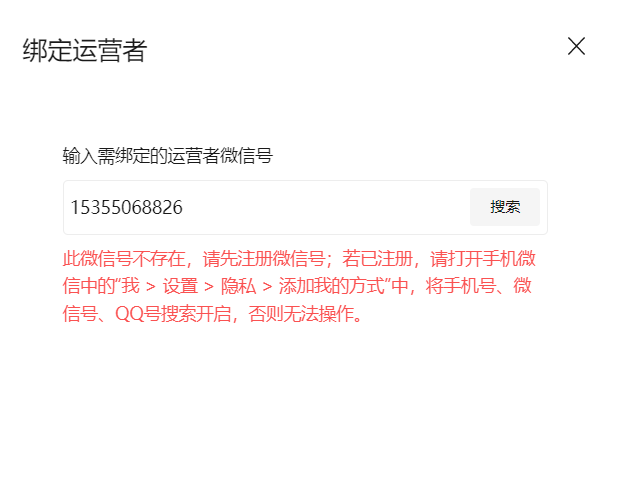 绑定运营者
输入需绑定的运营者微信号
15355068826
搜索
此微信号不存在，请先注册微信号；若已注册，请打开手机微
信中的“我 > 设置 > 隐私 > 添加我的方式”中，将手机号、微
信号、QQ号搜索开启，否则无法操作。